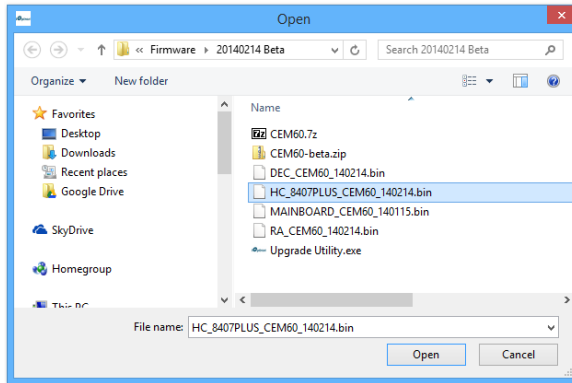 Open
« Firmware 20140214 Beta Search 20140214 Beta
Organize New folder
Favorites
Desktop
Downloads
Recent places
Google Drive
SkyDrive
Homegroup
This PC
Name
CEM60.7z
CEM60-beta.zip
DEC_CEM60_140214.bin
HC_8407PLUS_CEM60_140214.bin
MAINBOARD_CEM60_140115.bin
RA_CEM60_140214.bin
Upgrade Utility.exe
File name: HC_8407PLUS_CEM60_140214.bin
Open Cancel